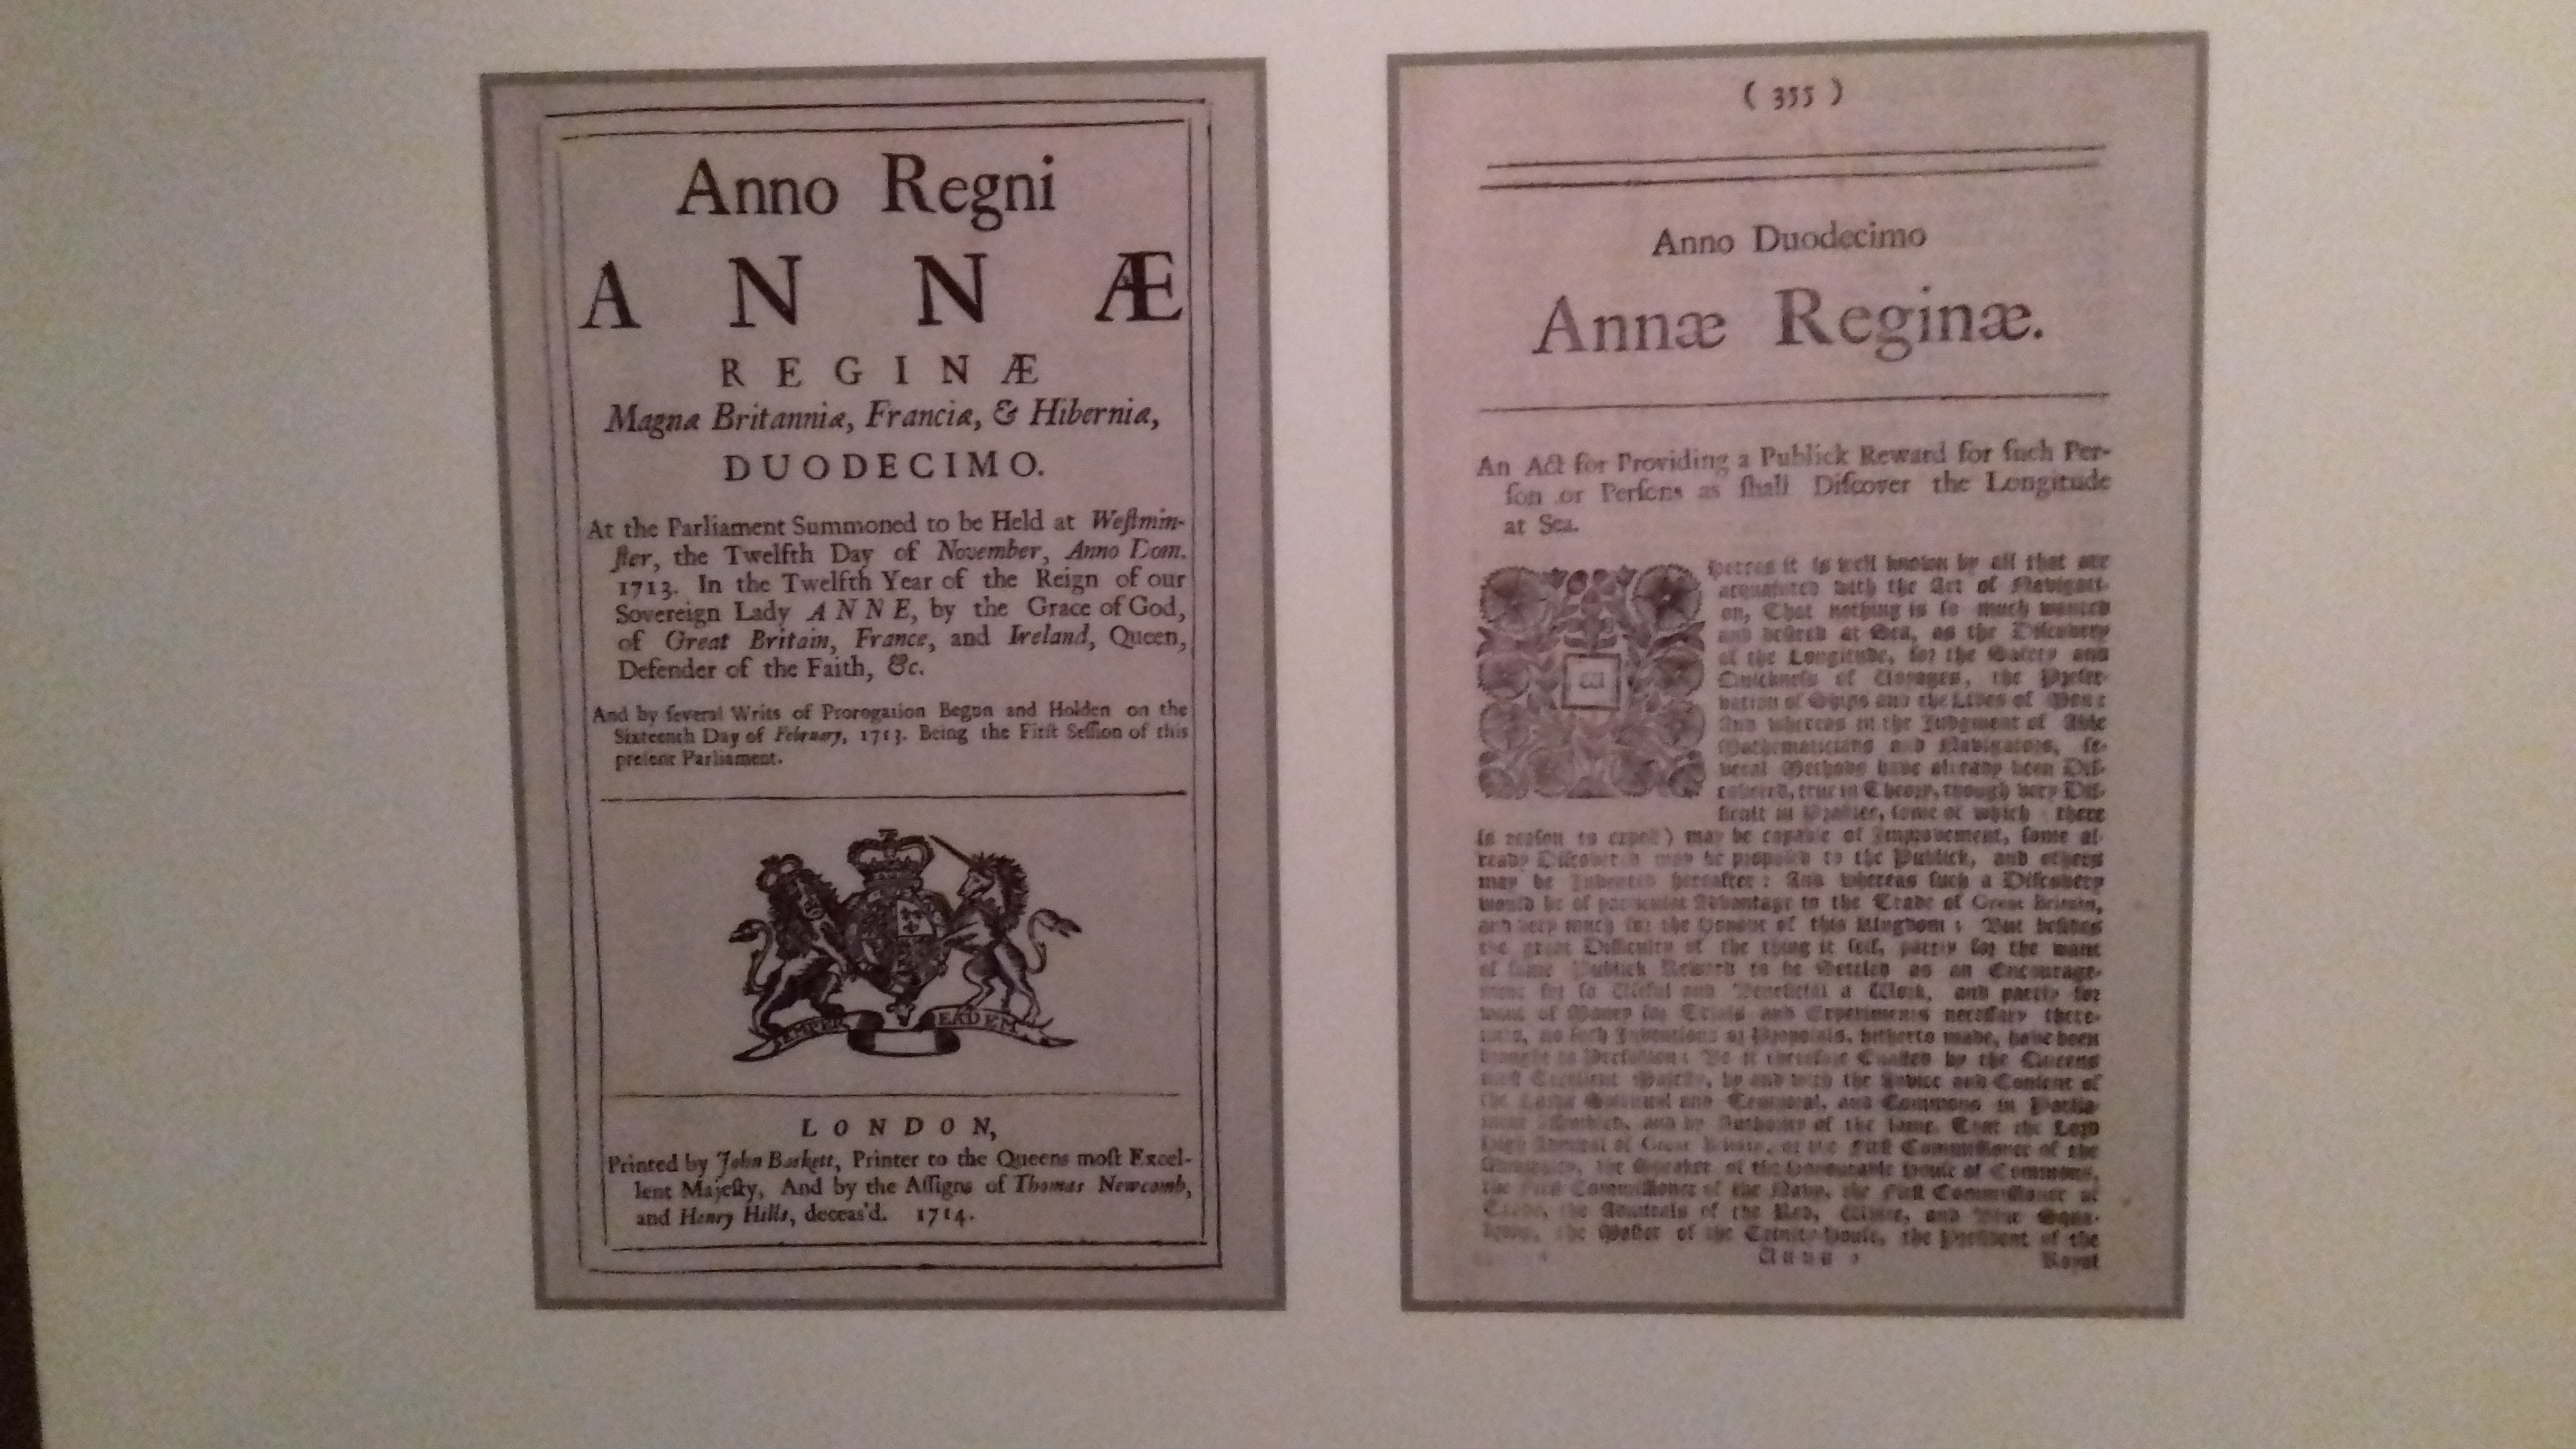 Anno Regni
ANNÆ
REGINÆ
Magnæ Britanniæ, Franciæ, & Hiberniæ,
DUODECIMO.
At the Parliament Summoned to be Held at Weſtmin-
ſter, the Twelfth Day of November, Anno Dom.
1713. In the Twelfth Year of the Reign of our
Sovereign Lady ANNE, by the Grace of God,
of Great Britain, France, and Ireland, Queen,
Defender of the Faith, &c.
And by ſeveral Writs of Prorogation Begun and Holden on the
Sixteenth Day of February, 1713. Being the Firſt Seſſion of this
preſent Parliament.
SEMPER EADEM
LONDON,
Printed by John Baskett, Printer to the Queens moſt Excel-
lent Majeſty, And by the Aſſigns of Thomas Newcomb,
and Henry Hills, deceas'd. 1714.
( 355 )
Anno Duodecimo
Annæ Reginæ.
An Act for Providing a Publick Reward for ſuch Per-
ſon or Perſons as ſhall Diſcover the Longitude
at Sea.
Whereas it is well known by all that are
acquainted with the Art of Navigati-
on, That nothing is ſo much wanted
and deſired at Sea, as the Diſcovery
of the Longitude, for the Safety and
Quickneſs of Voyages, the Preſer-
vation of Ships and the Lives of Men:
And whereas in the Judgment of Able
Mathematicians and Navigators, ſe-
veral Methods have already been Diſ-
covered, true in Theory, though very Dif-
ficult in Practice, ſome of which there
is reaſon to expect) may be capable of Improvement, ſome al-
ready Diſcovered may be propoſed to the Publick, and others
may be Invented hereafter: And whereas ſuch a Diſcovery
would be of particular Advantage to the Trade of Great Britain,
and very much for the Honour of this Kingdom: But beſides
the great Difficulty of the thing it ſelf, partly for the want
of ſome Publick Reward to be Settled as an Encourage-
ment for ſo Uſeful and Beneficial a Work, and partly for
want of Money for Trials and Experiments neceſſary there-
unto, no ſuch Inventions or Propoſals, hitherto made, have been
brought to Perfection: Be it therefore Enacted by the Queens
moſt Excellent Majeſty, by and with the Advice and Conſent of
the Lords Spiritual and Temporal, and Commons in Parlia-
ment Aſſembled, and by Authority of the ſame, That the Lord
High Admiral of Great Britain, or the Firſt Commiſſioner of the
Admiralty, the Speaker of the Honourable Houſe of Commons,
the Firſt Commiſſioner of the Navy, the Firſt Commiſſioner of
Trade, the Admirals of the Red, White, and Blue Squa-
drons, the Maſter of the Trinity-Houſe, the Preſident of the
Royal